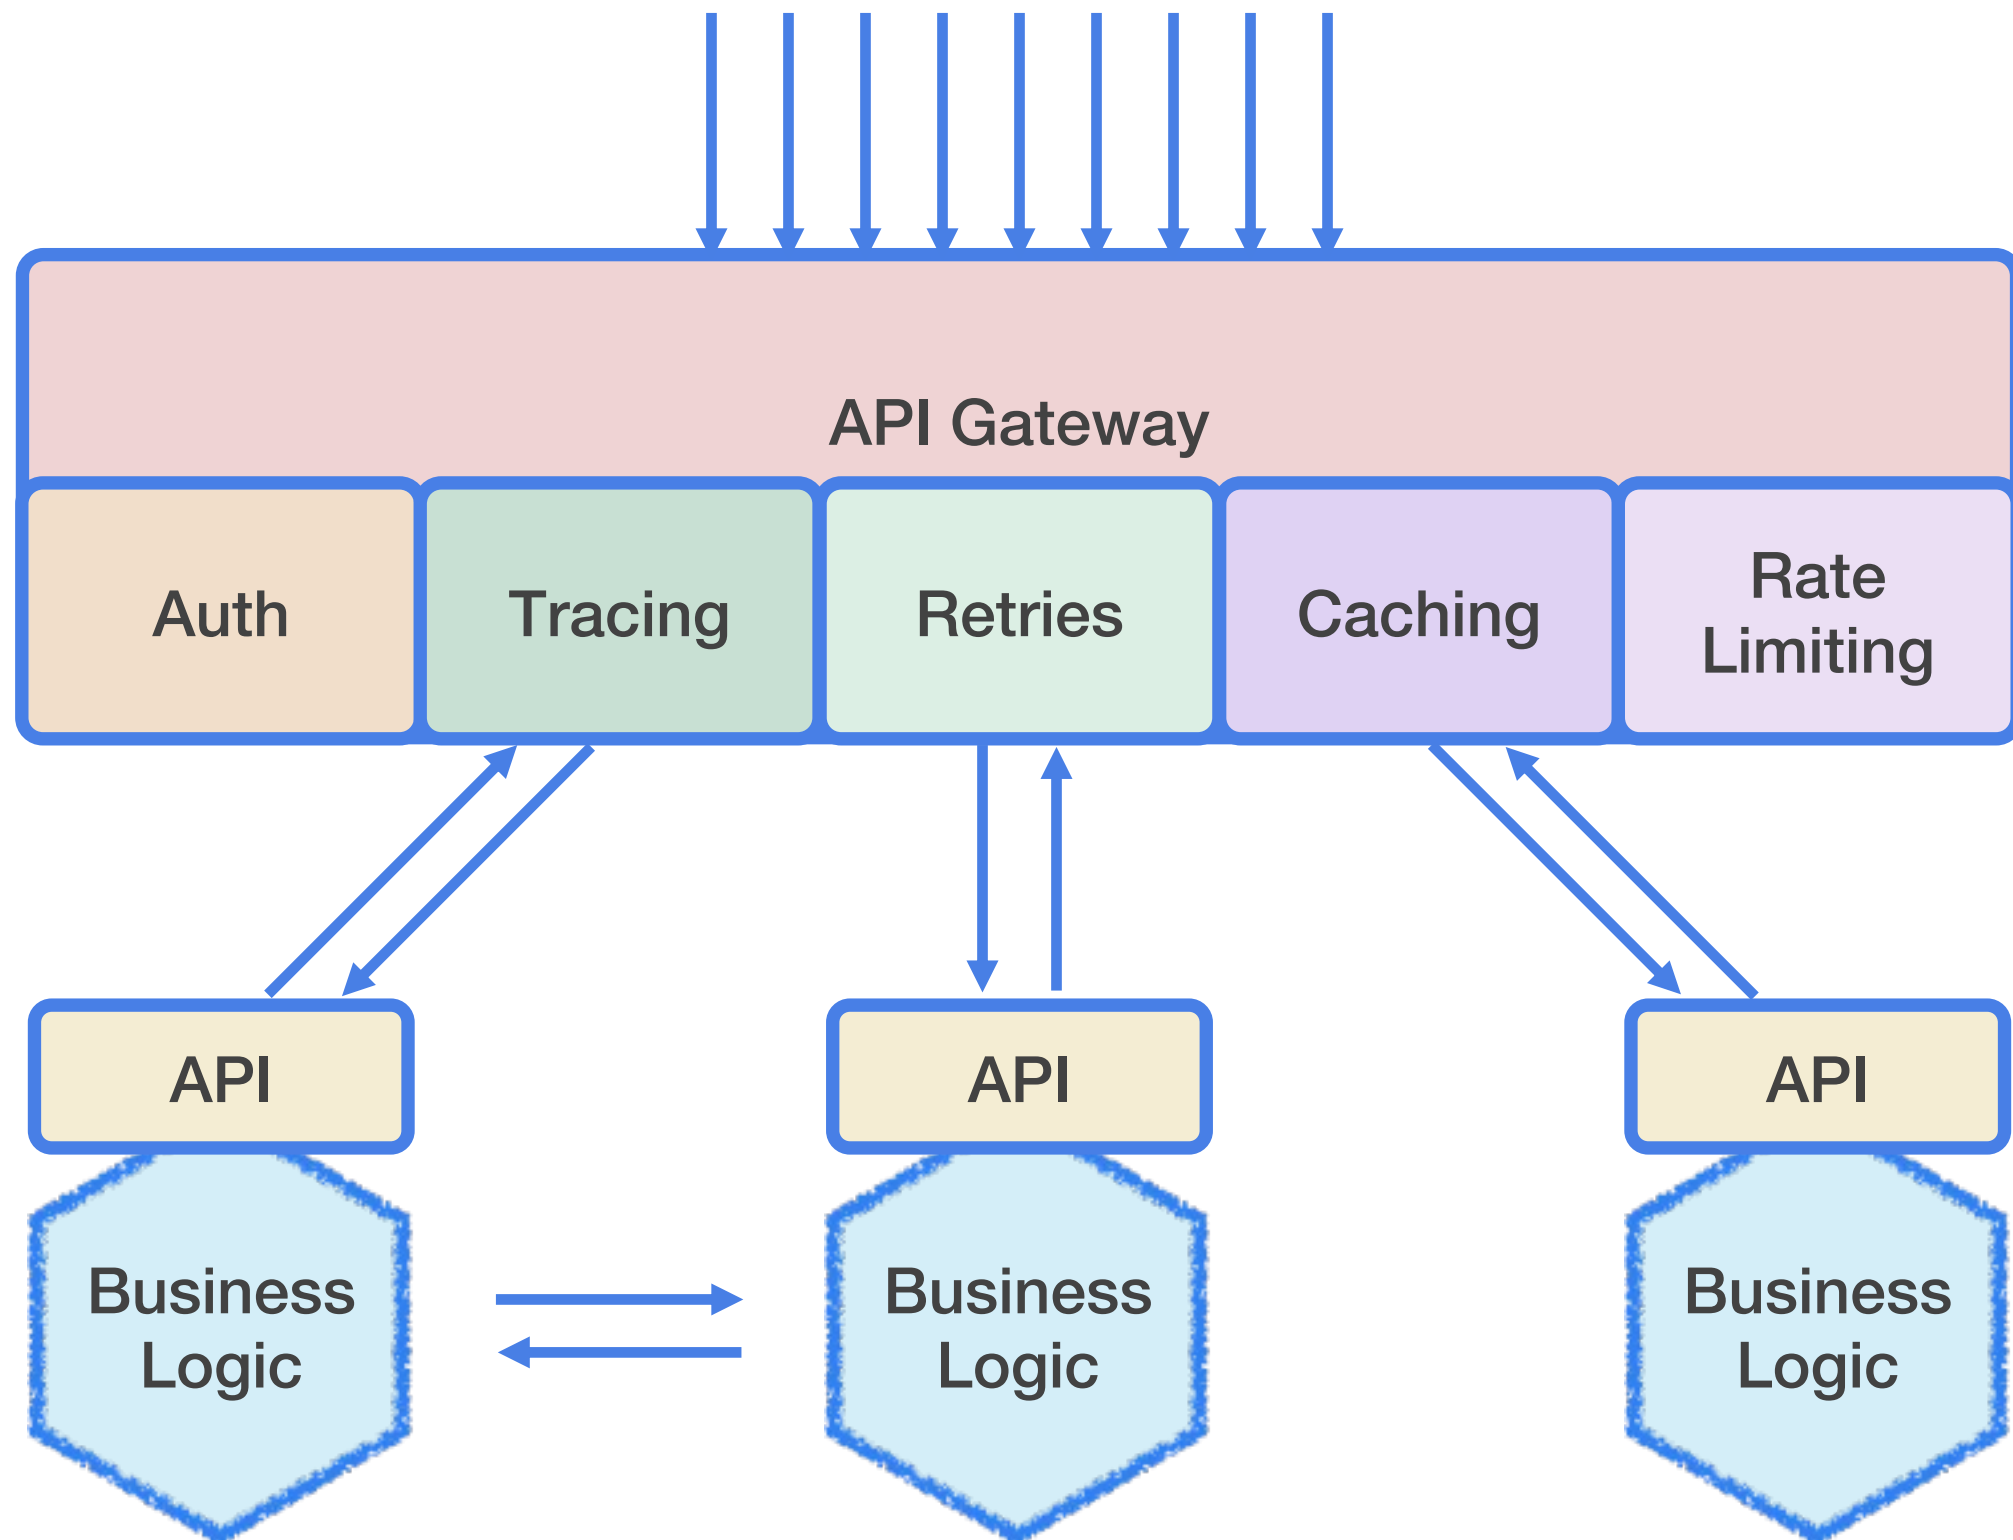 API Gateway
Auth
Tracing
Retries
Caching
Rate
Limiting
API
API
API
Business
Logic
Business
Logic
Business
Logic